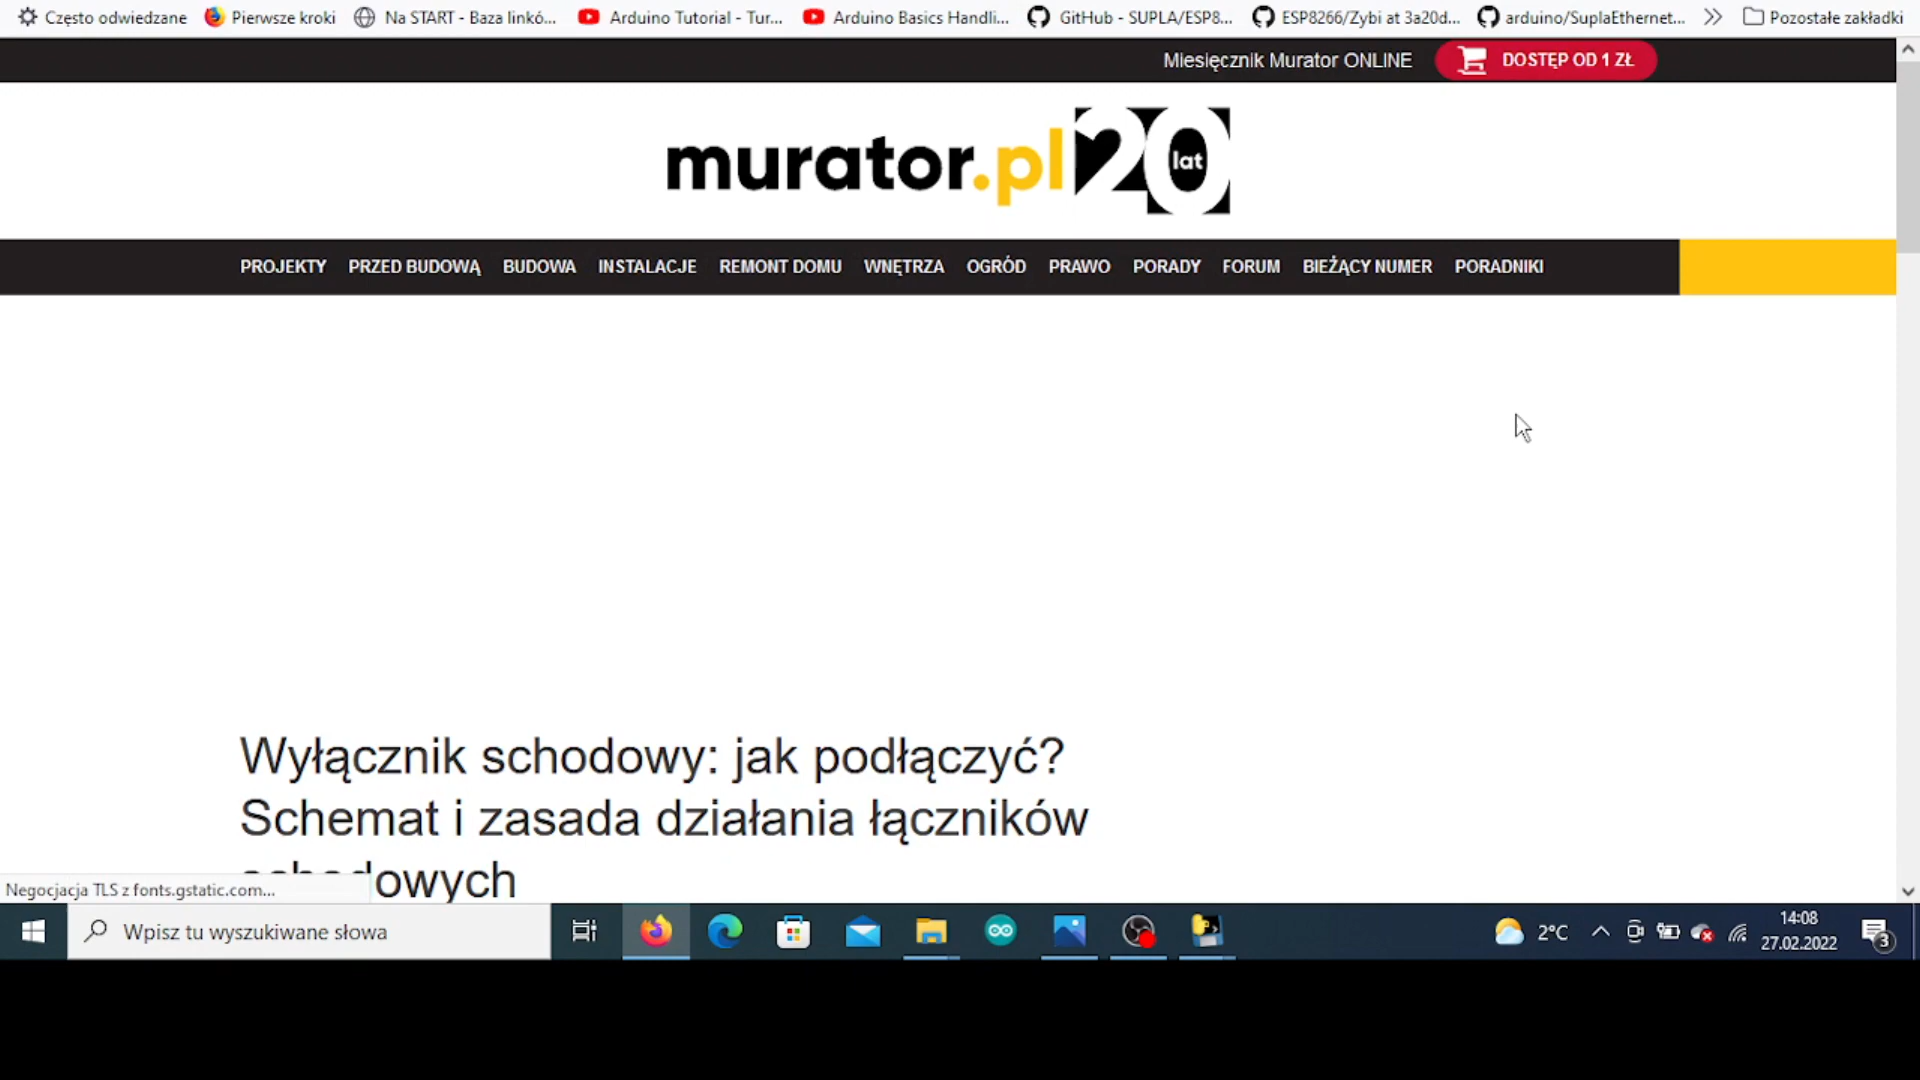 Często odwiedzane Pierwsze kroki Na START - Baza linkó... Arduino Tutorial - Tur... Arduino Basics Handli... GitHub - SUPLA/ESP8... ESP8266/Zybi at 3a20d... arduino/SuplaEthernet... Pozostałe zakładki
Miesięcznik Murator ONLINE DOSTĘP OD 1 ZŁ
murator.pl 20 lat
PROJEKTY PRZED BUDOWĄ BUDOWA INSTALACJE REMONT DOMU WNĘTRZA OGRÓD PRAWO PORADY FORUM BIEŻĄCY NUMER PORADNIKI
Wyłącznik schodowy: jak podłączyć?
Schemat i zasada działania łączników
schodowych
Negocjacja TLS z fonts.gstatic.com...
Wpisz tu wyszukiwane słowa 2°C 14:08
27.02.2022 3